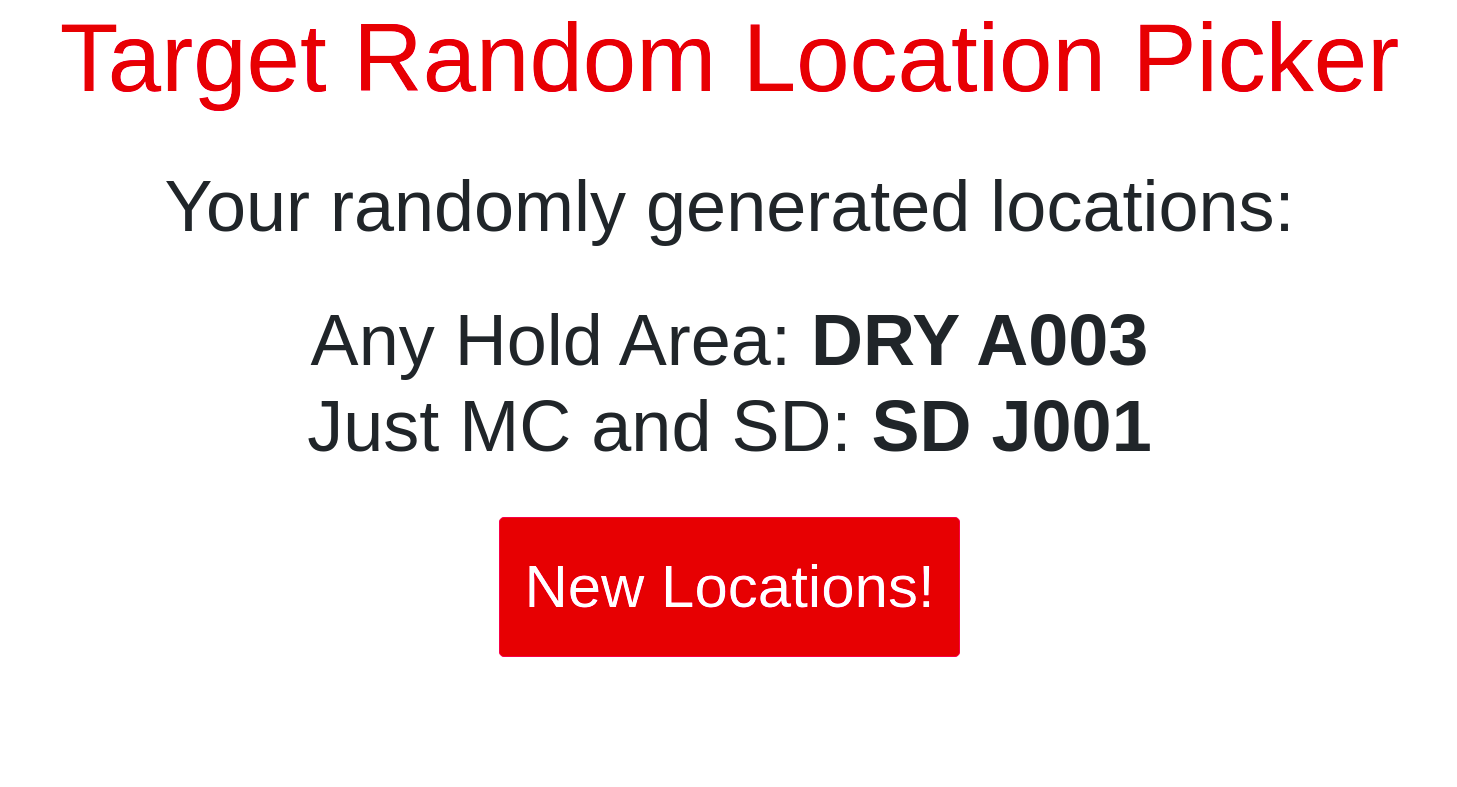 Target Random Location Picker
Your randomly generated locations:
Any Hold Area: DRY A003
Just MC and SD: SD J001
New Locations!